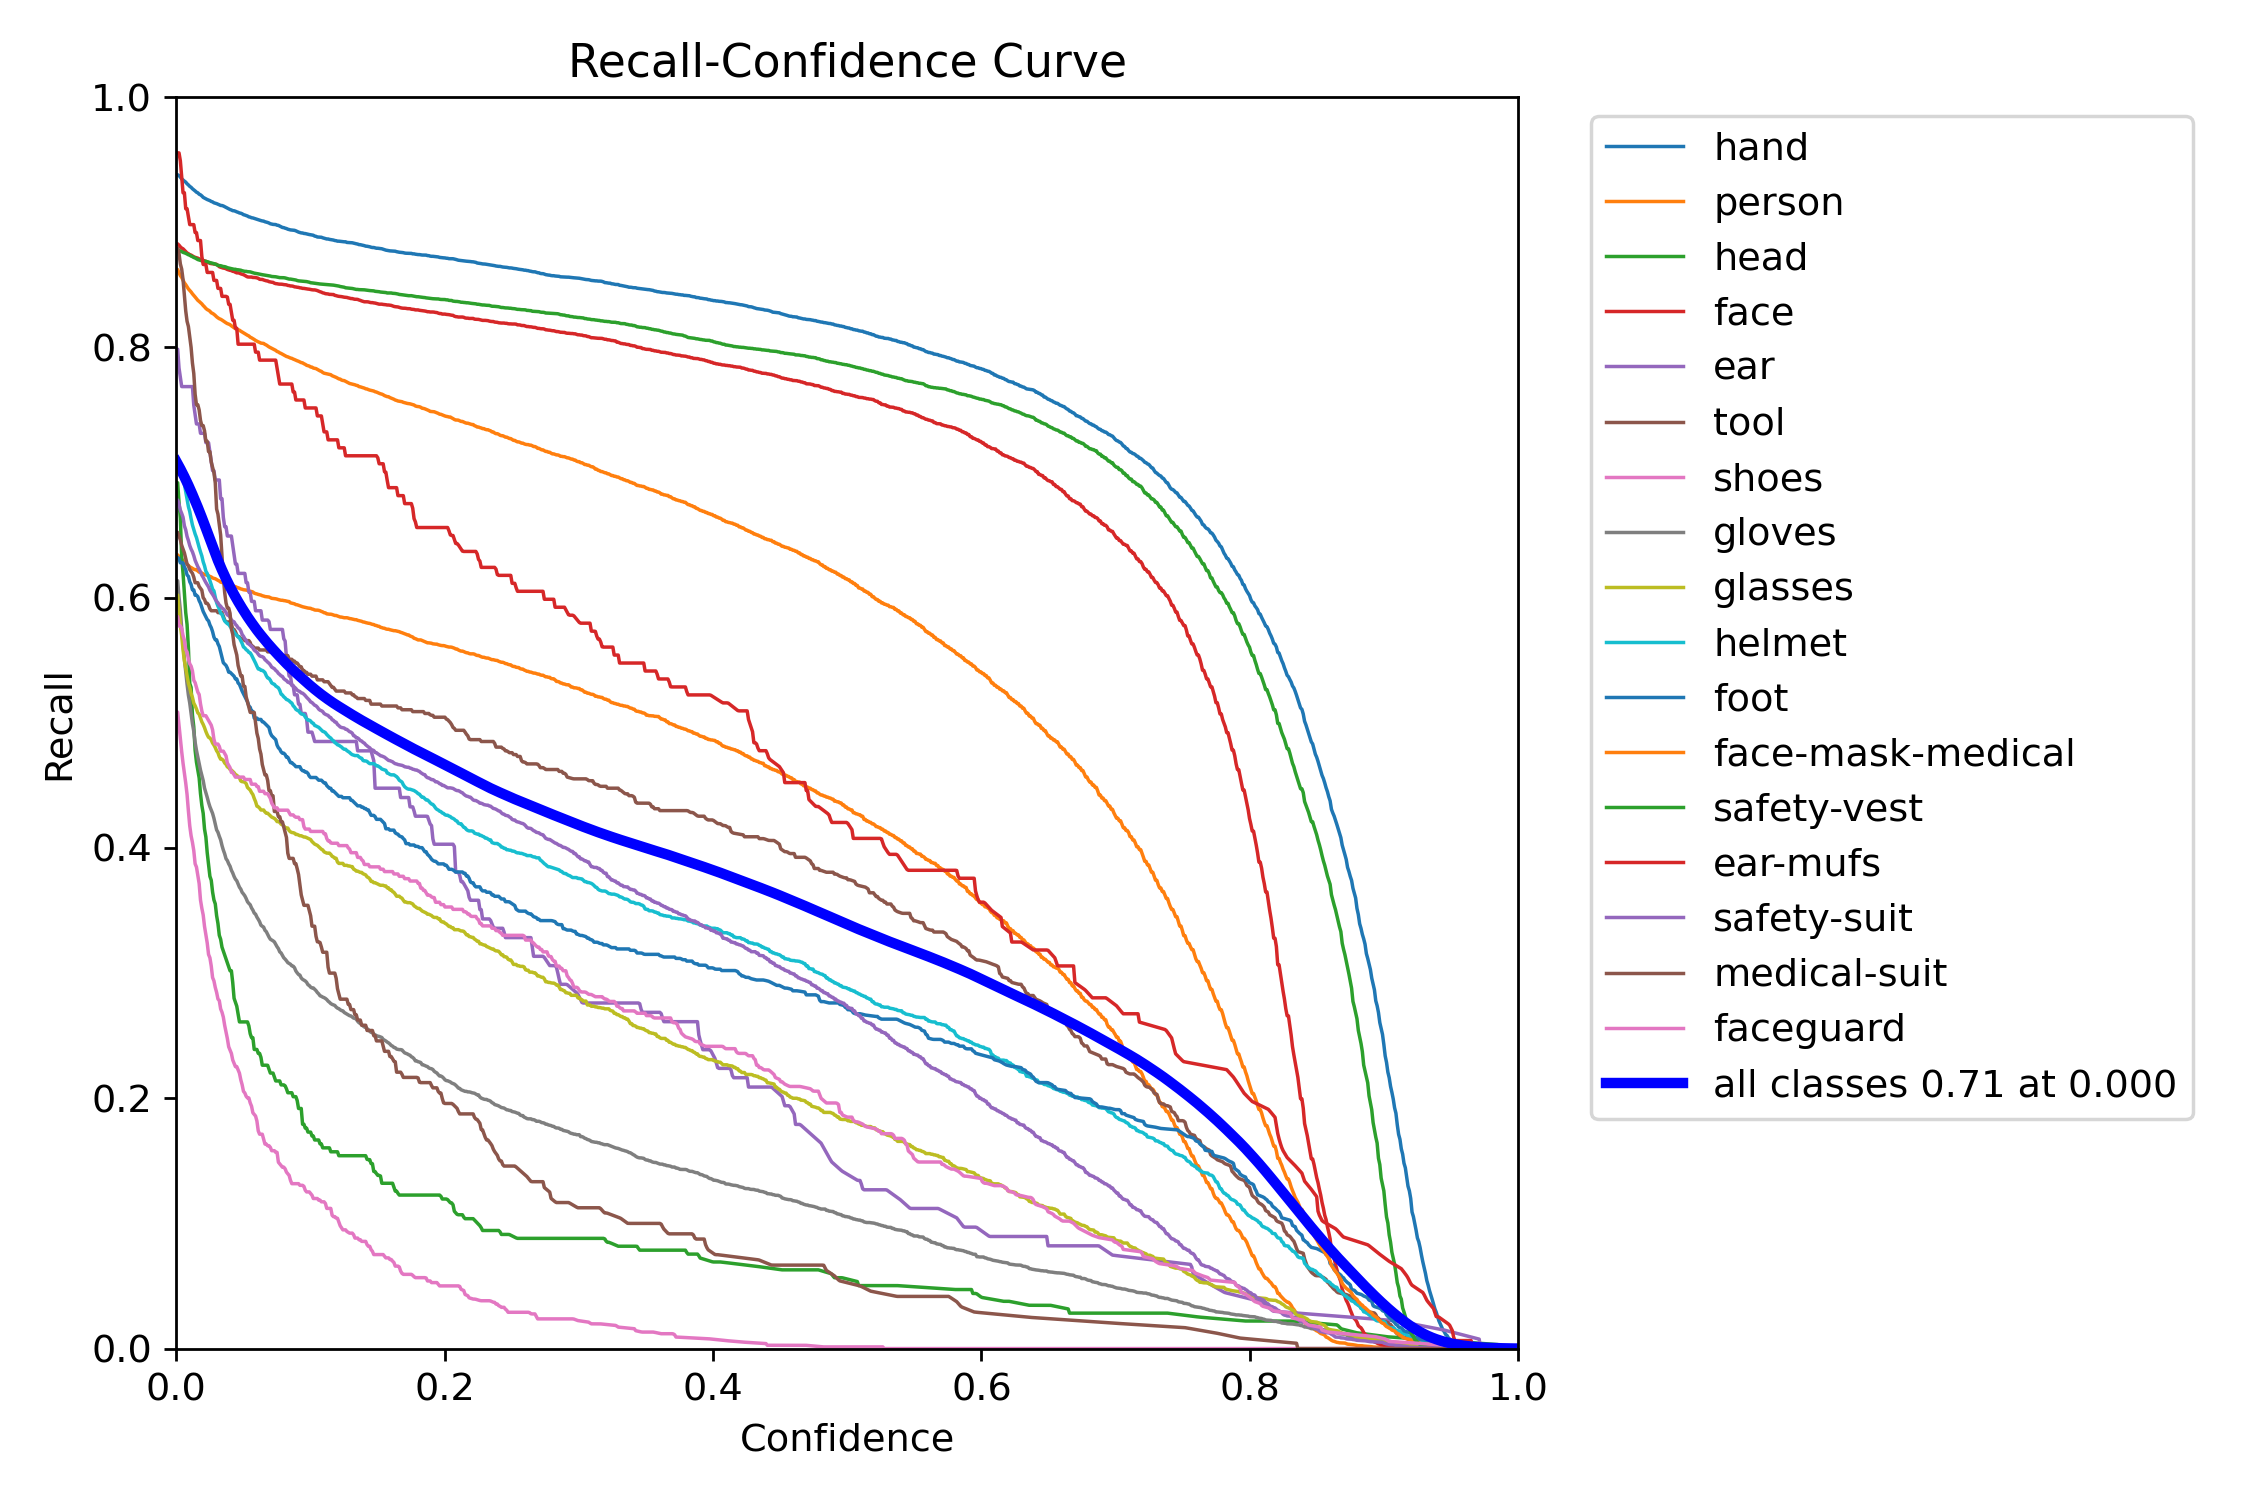 Recall-Confidence Curve
1.0
0.8
0.6
0.4
0.2
0.0
Recall
0.0 0.2 0.4 0.6 0.8 1.0
Confidence
hand
person
head
face
ear
tool
shoes
gloves
glasses
helmet
foot
face-mask-medical
safety-vest
ear-mufs
safety-suit
medical-suit
faceguard
all classes 0.71 at 0.000